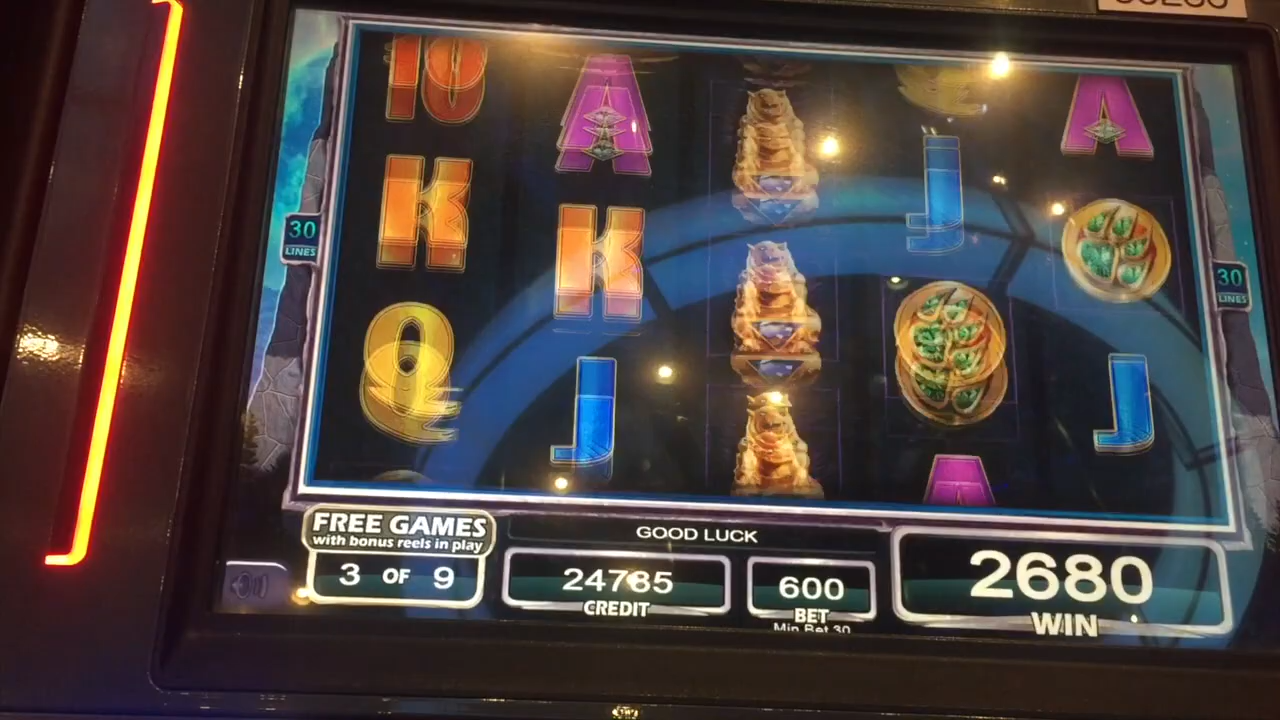 10
A
A
K
J
30
LINES
K
30
LINES
Q
J
J
A
FREE GAMES
with bonus reels in play
3 OF 9
GOOD LUCK
24785
CREDIT
600
BET
Min Bet 30
2680
WIN